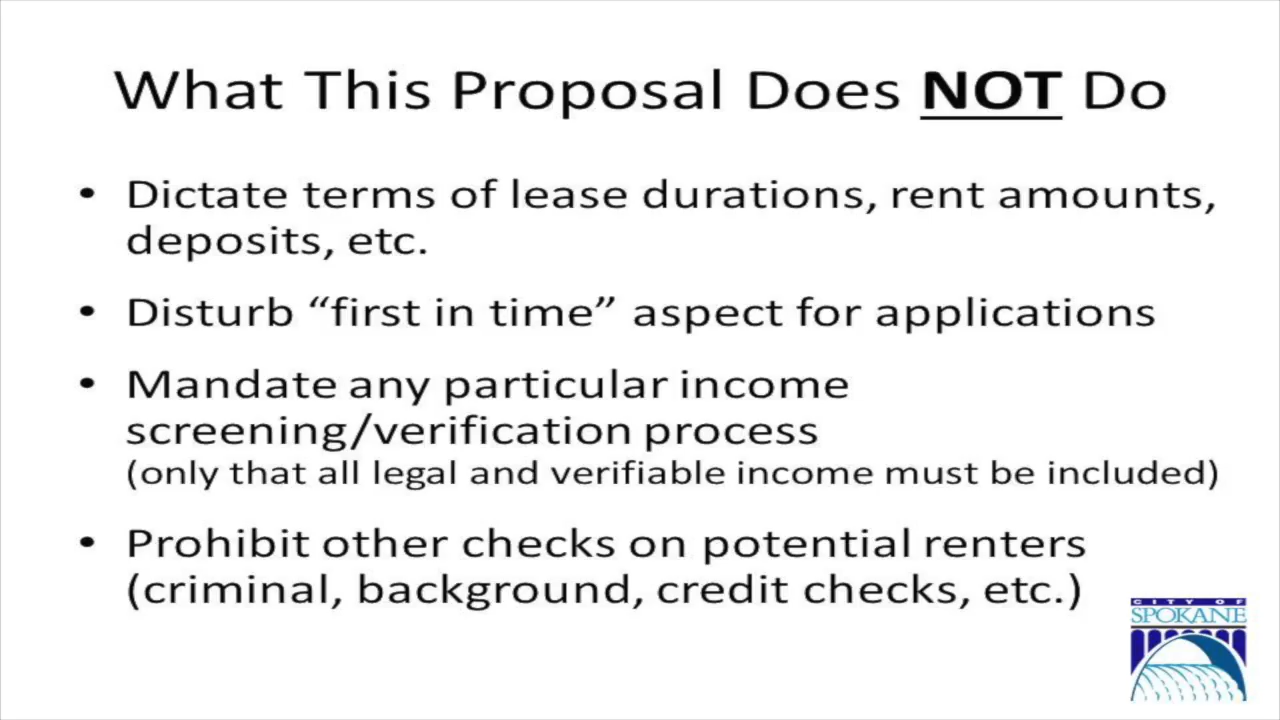 What This Proposal Does NOT Do
• Dictate terms of lease durations, rent amounts,
deposits, etc.
• Disturb “first in time” aspect for applications
• Mandate any particular income
screening/verification process
(only that all legal and verifiable income must be included)
• Prohibit other checks on potential renters
(criminal, background, credit checks, etc.)
CITY OF
SPOKANE